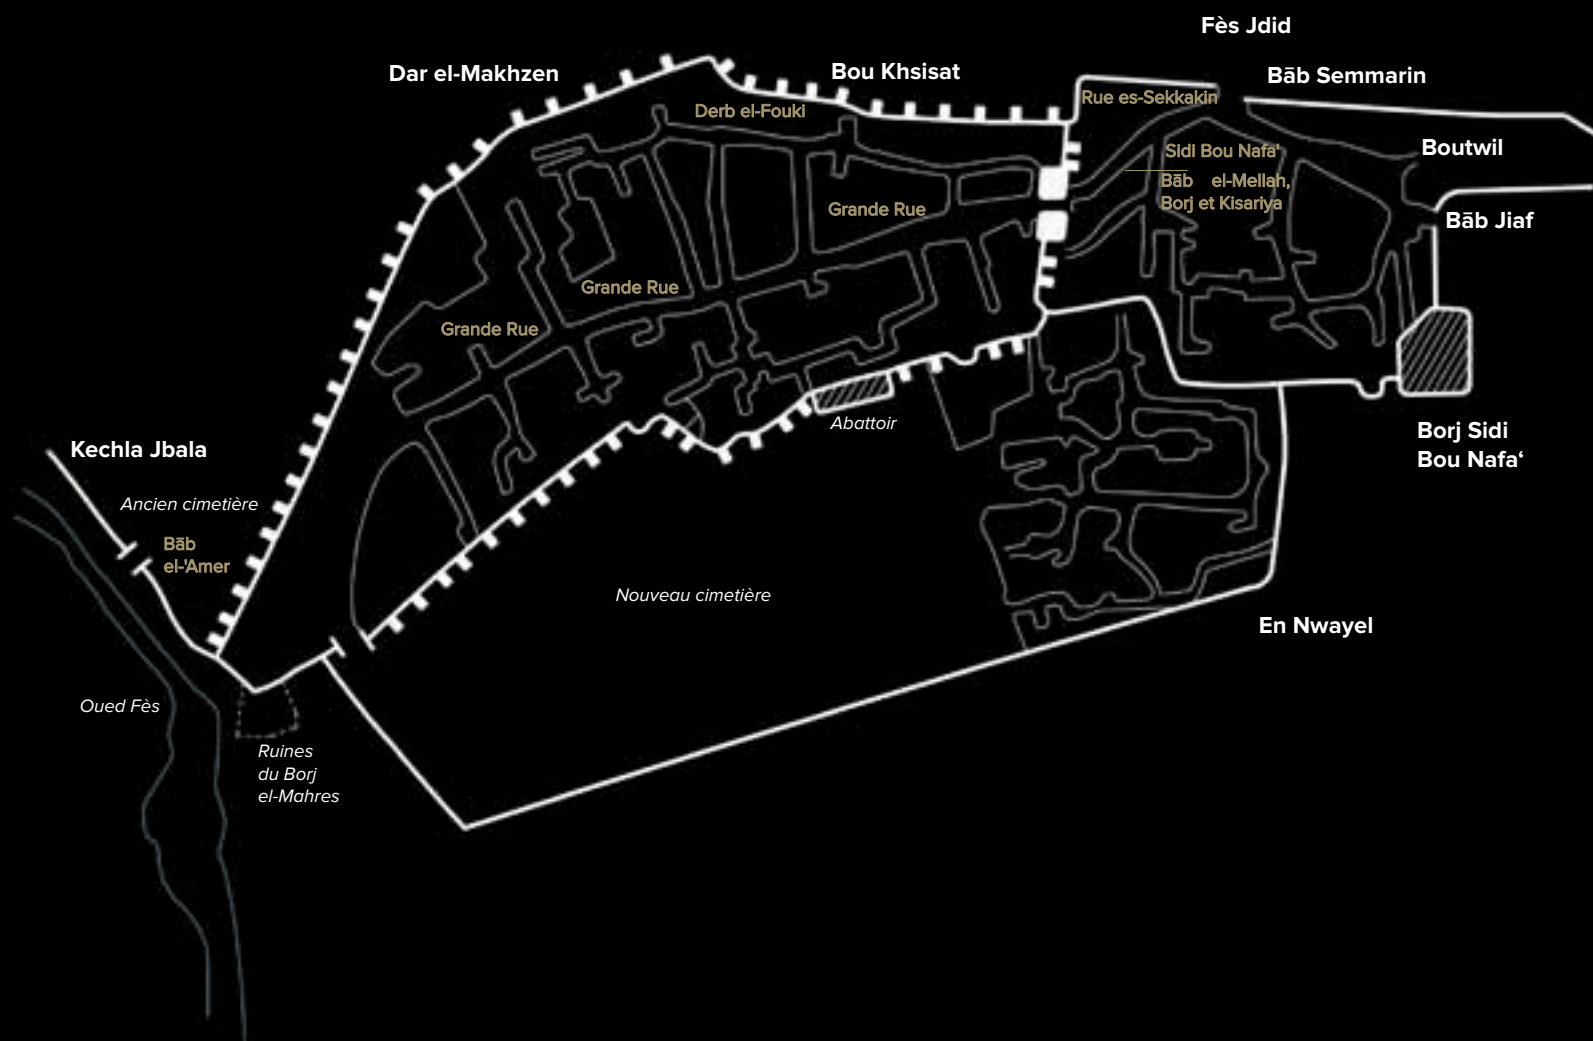 Fès Jdid
Dar el-Makhzen
Bou Khsisat
Bāb Semmarin
Rue es-Sekkakin
Derb el-Fouki
Boutwil
Sidi Bou Nafa'
Bāb el-Mellah,
Borj et Kisariya
Grande Rue
Bāb Jiaf
Grande Rue
Grande Rue
Abattoir
Borj Sidi
Bou Nafa‘
Kechla Jbala
Ancien cimetière
Bāb
el-'Amer
Nouveau cimetière
En Nwayel
Oued Fès
Ruines
du Borj
el-Mahres